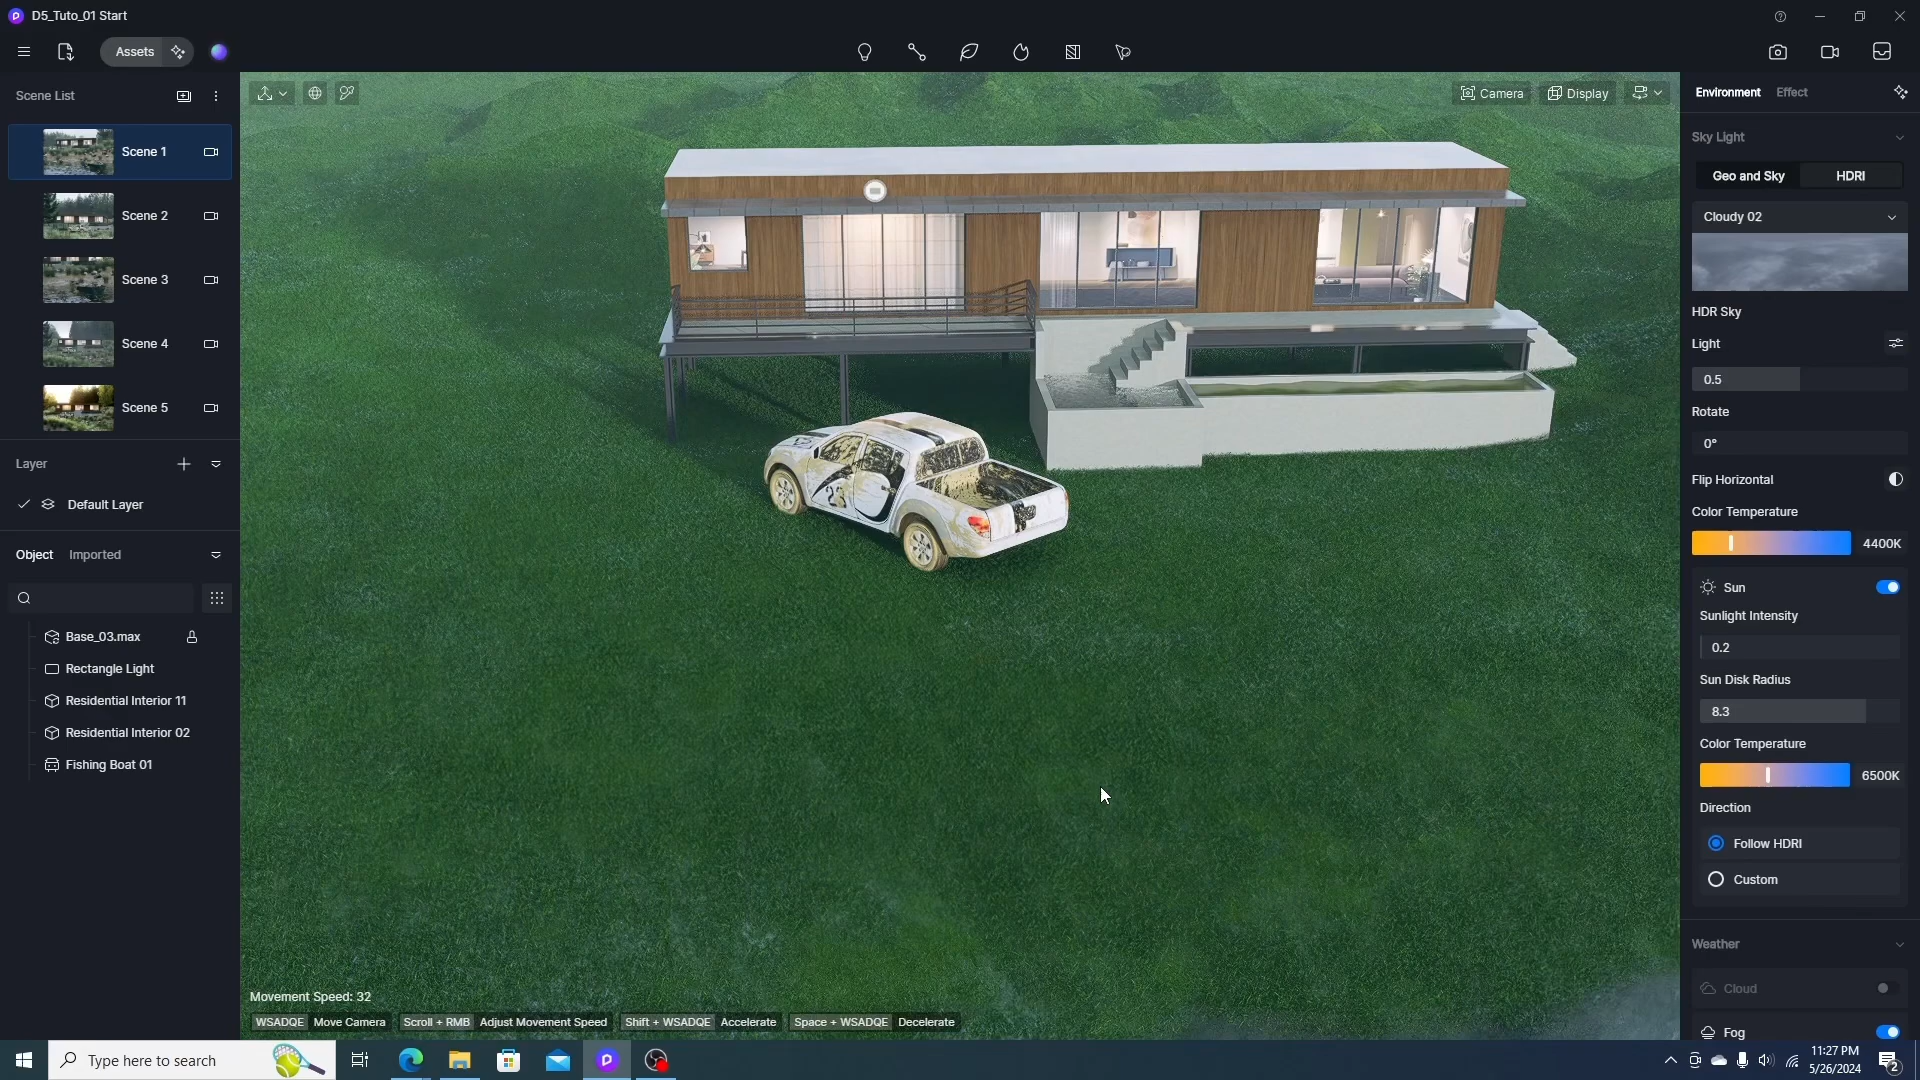 D5_Tuto_01 Start
Assets
Scene List
Scene 1
Scene 2
Scene 3
Scene 4
Scene 5
Layer
Default Layer
Object Imported
Base_03.max
Rectangle Light
Residential Interior 11
Residential Interior 02
Fishing Boat 01
Camera Display
23
Movement Speed: 32
WSADQE Move Camera Scroll + RMB Adjust Movement Speed Shift + WSADQE Accelerate Space + WSADQE Decelerate
Environment Effect
Sky Light
Geo and Sky HDRI
Cloudy 02
HDR Sky
Light
0.5
Rotate
0°
Flip Horizontal
Color Temperature
4400K
Sun
Sunlight Intensity
0.2
Sun Disk Radius
8.3
Color Temperature
6500K
Direction
Follow HDRI
Custom
Weather
Cloud
Fog
Type here to search
11:27 PM
5/26/2024
2